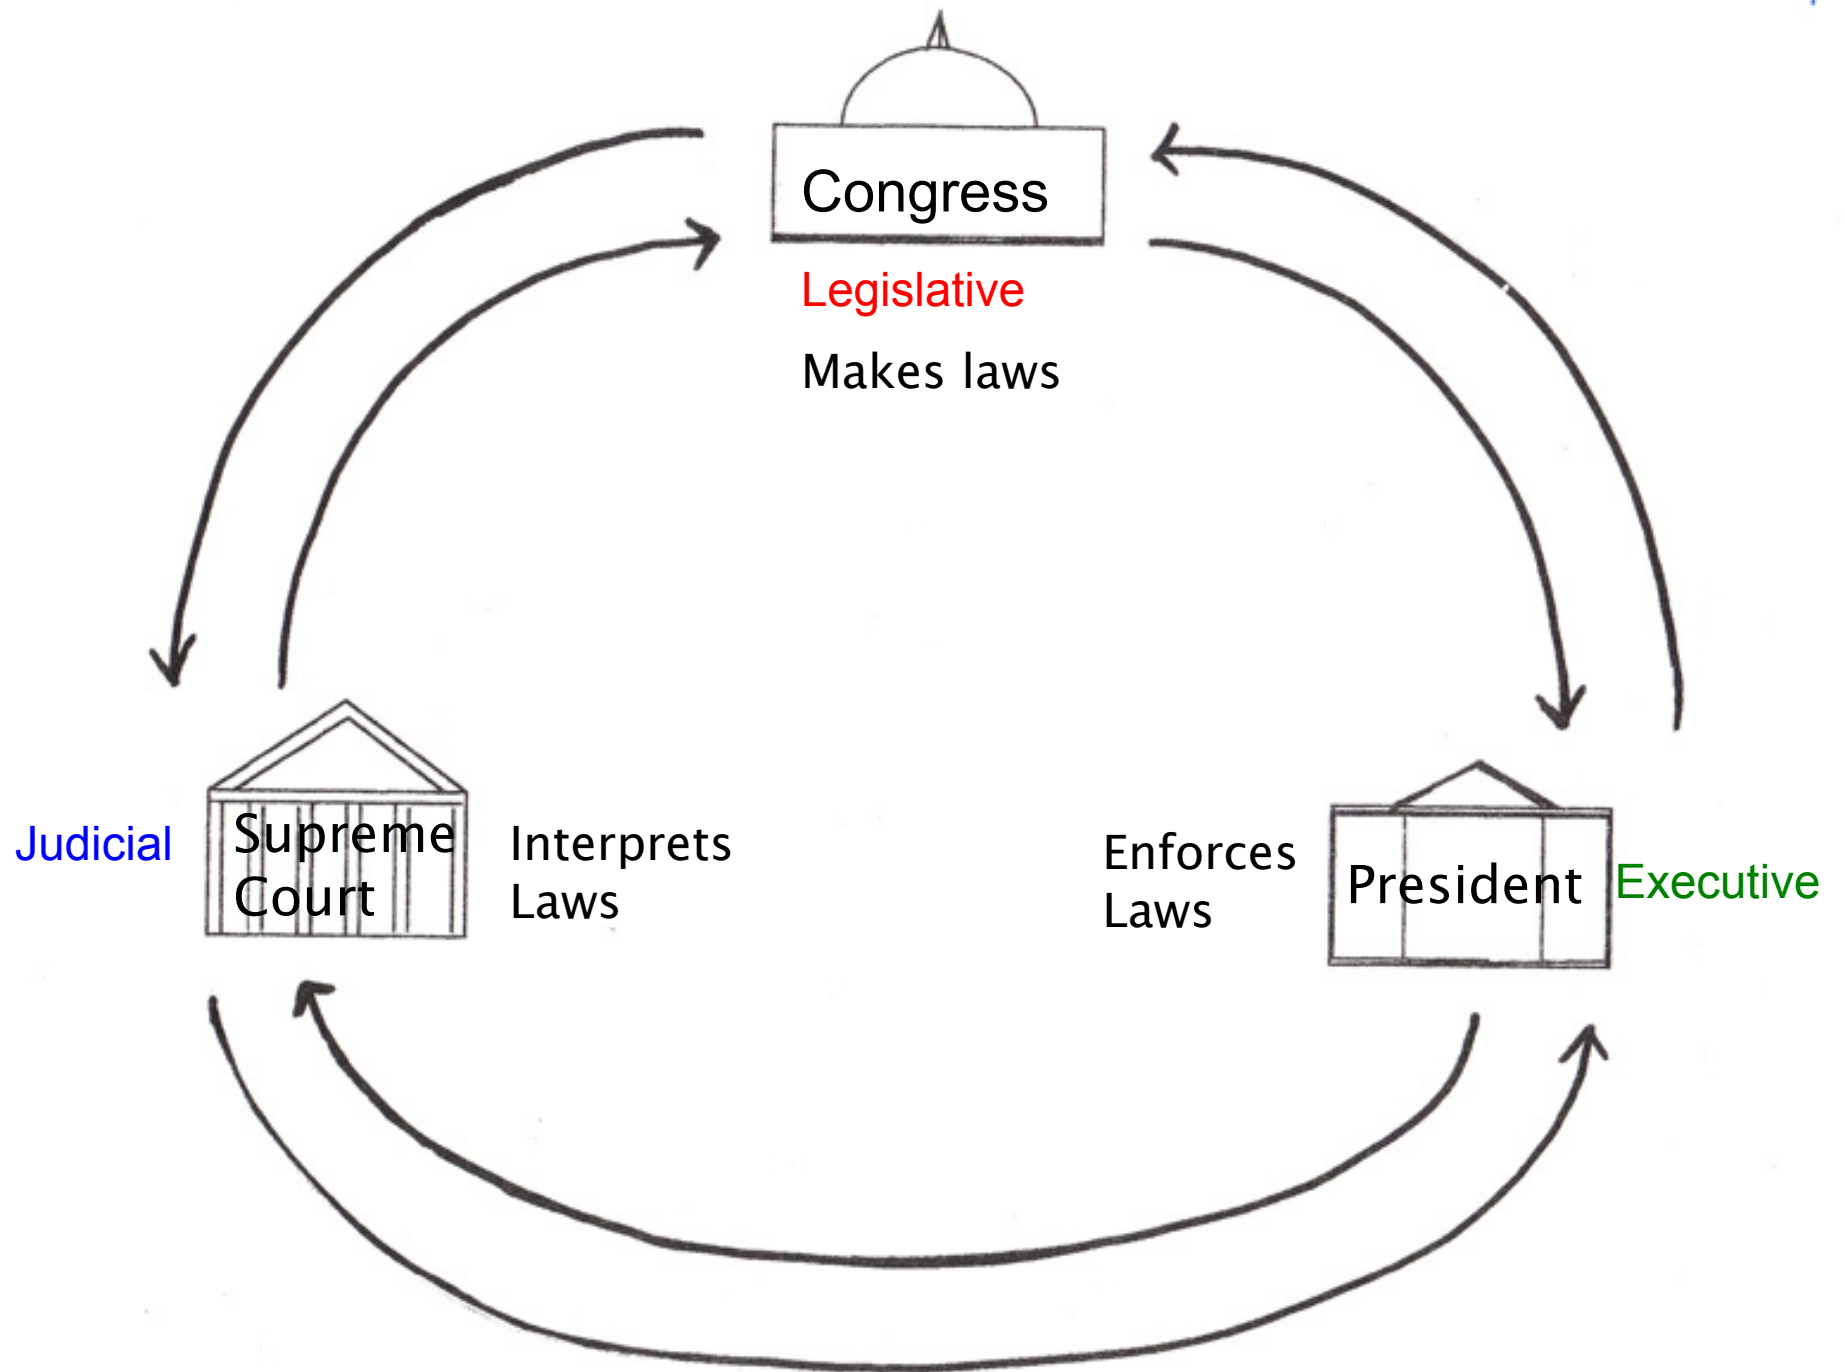 Congress
Legislative
Makes laws
Judicial
Supreme
Court
Interprets
Laws
Enforces
Laws
President
Executive